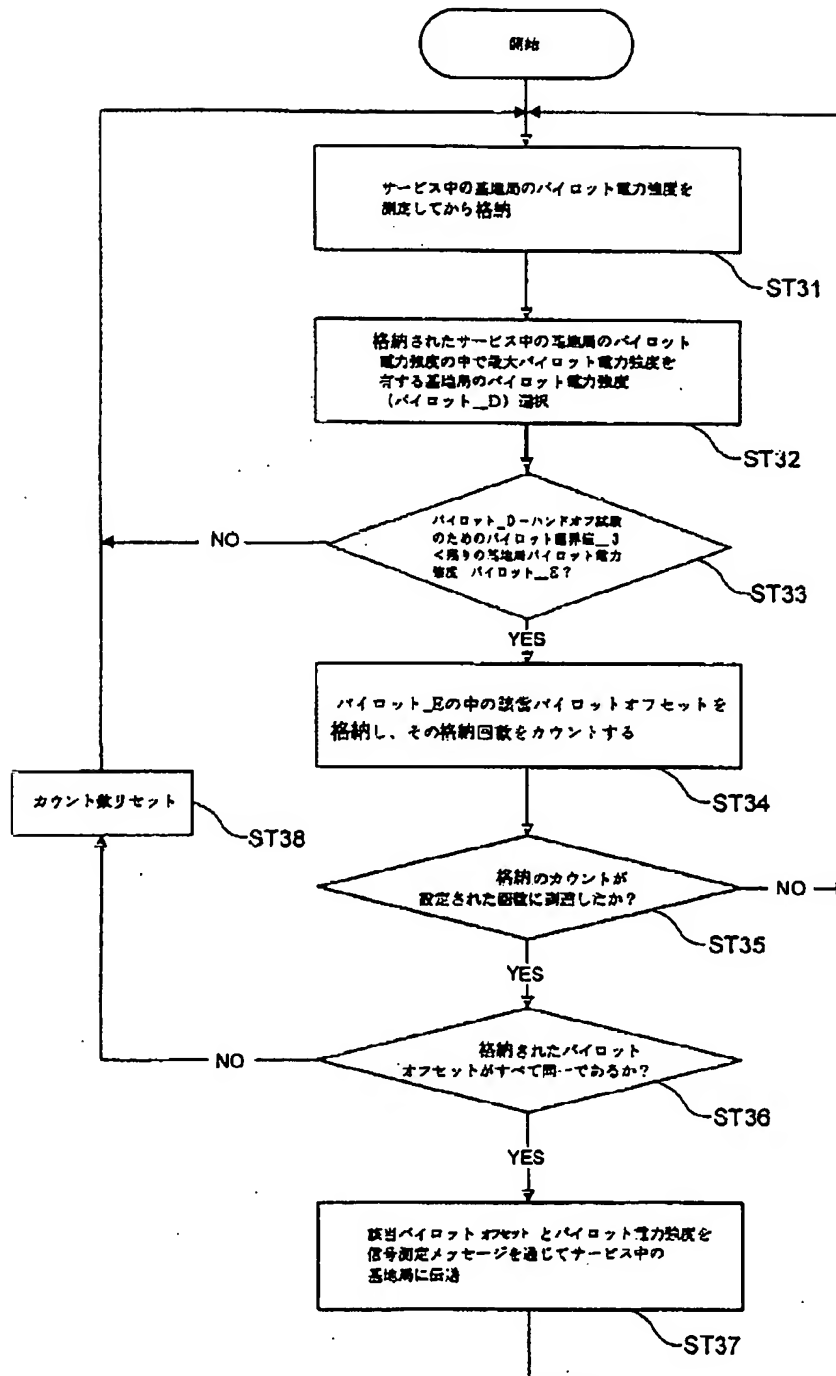 開始
サービス中の基地局のパイロット電力強度を
測定してから格納
ST31
格納されたサービス中の基地局のパイロット
電力強度の中で最大パイロット電力強度を
有する基地局のパイロット電力強度
(パイロット_D) 選択
ST32
パイロット_D-ハンドオフ試験
のためのパイロット臨界値_3
<残りの基地局パイロット電力
強度 パイロット_E?
NO
ST33
YES
パイロット_Eの中の該当パイロットオフセットを
格納し、その格納回数をカウントする
ST34
カウント数リセット
ST38
格納のカウントが
設定された回数に到達したか?
NO
ST35
YES
格納されたパイロット
オフセットがすべて同一であるか?
NO
ST36
YES
該当パイロットオフセットとパイロット電力強度を
信号測定メッセージを通じてサービス中の
基地局に伝送
ST37